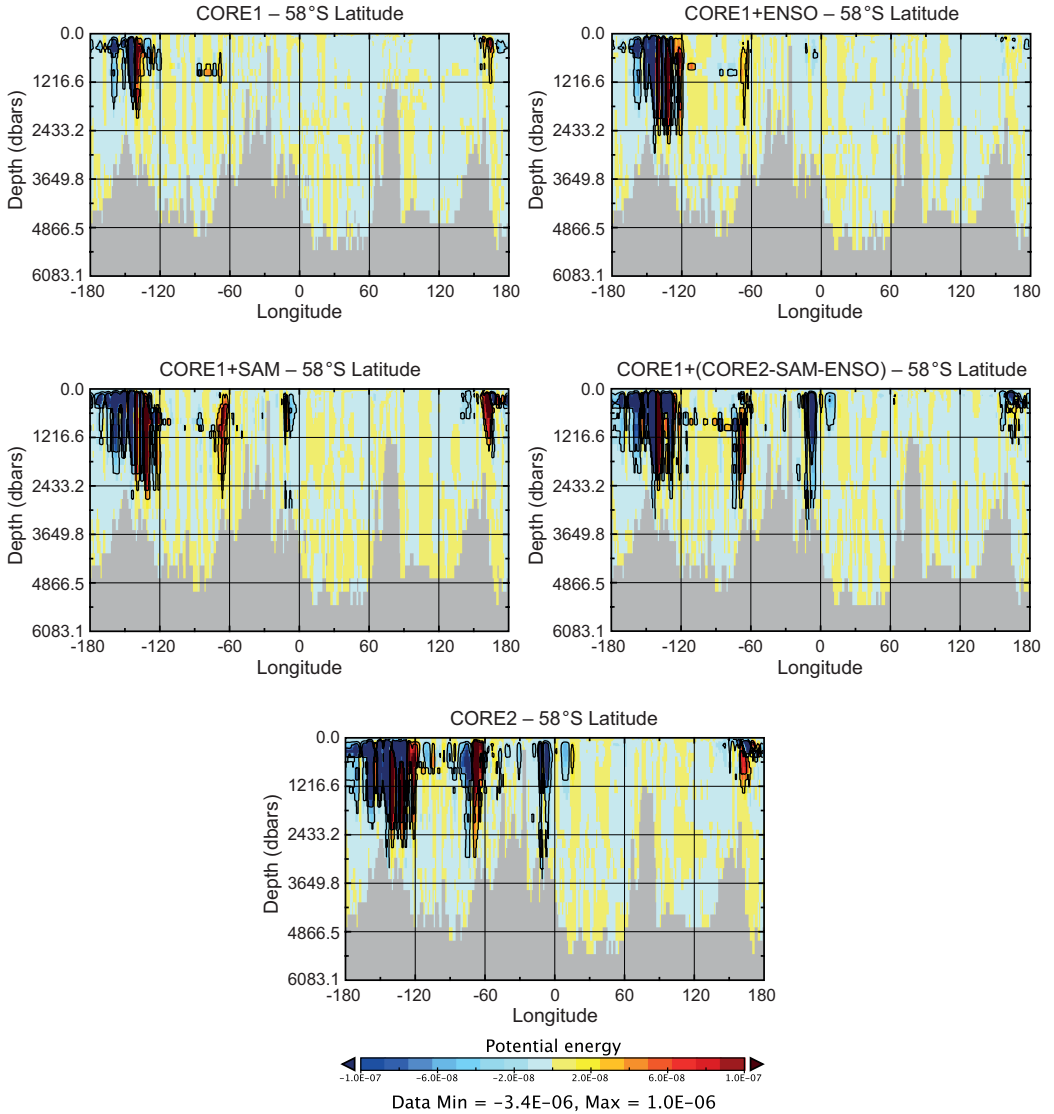 CORE1 – 58°S Latitude
CORE1+ENSO – 58°S Latitude
0.0
1216.6
2433.2
3649.8
4866.5
6083.1
Depth (dbars)
-180 -120 -60 0 60 120 180
Longitude
0.0
1216.6
2433.2
3649.8
4866.5
6083.1
Depth (dbars)
-180 -120 -60 0 60 120 180
Longitude
CORE1+SAM – 58°S Latitude
CORE1+(CORE2-SAM-ENSO) – 58°S Latitude
0.0
1216.6
2433.2
3649.8
4866.5
6083.1
Depth (dbars)
-180 -120 -60 0 60 120 180
Longitude
0.0
1216.6
2433.2
3649.8
4866.5
6083.1
Depth (dbars)
-180 -120 -60 0 60 120 180
Longitude
CORE2 – 58°S Latitude
0.0
1216.6
2433.2
3649.8
4866.5
6083.1
Depth (dbars)
-180 -120 -60 0 60 120 180
Longitude
Potential energy
-1.0E-07 -6.0E-08 -2.0E-08 2.0E-08 6.0E-08 1.0E-07
Data Min = -3.4E-06, Max = 1.0E-06